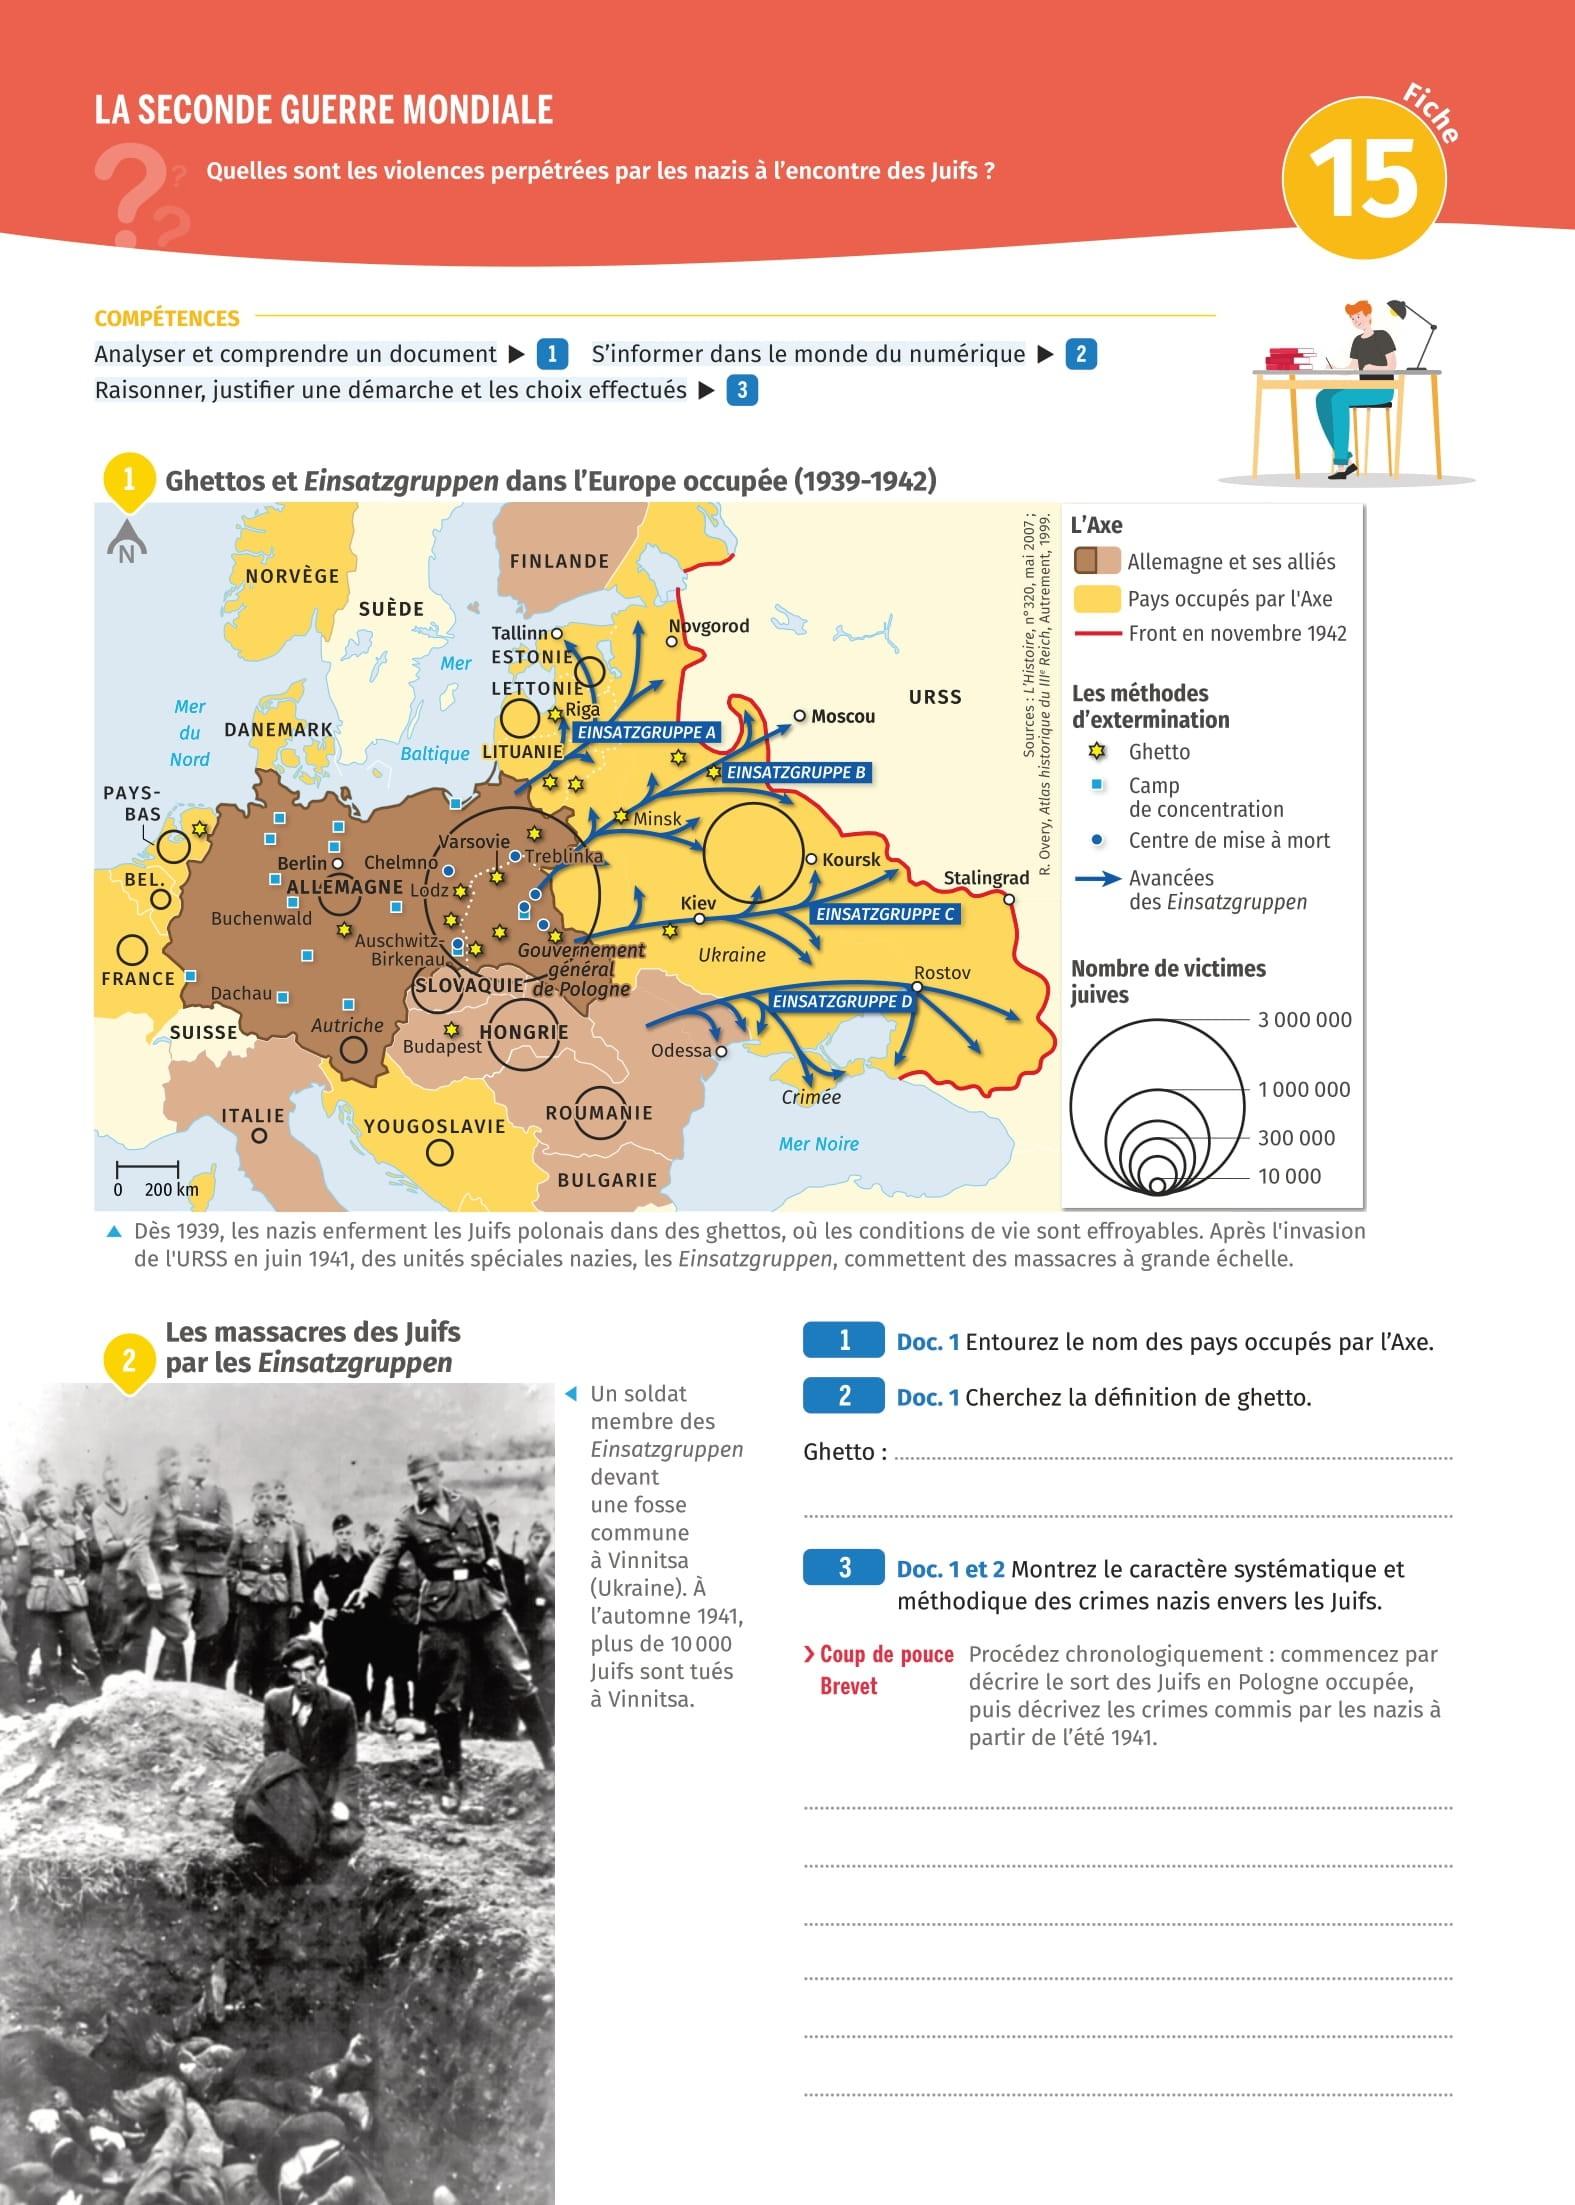 LA SECONDE GUERRE MONDIALE
Quelles sont les violences perpétrées par les nazis à l'encontre des Juifs ?
Fiche
15
COMPÉTENCES
Analyser et comprendre un document ▶ 1 S'informer dans le monde du numérique ▶ 2
Raisonner, justifier une démarche et les choix effectués ▶ 3
1 Ghettos et Einsatzgruppen dans l'Europe occupée (1939-1942)
N
NORVÈGE
SUÈDE
FINLANDE
Tallinn
ESTONIE
Novgorod
Mer
Baltique
LETTONIE
Riga
LITUANIE
Mer
du
Nord
DANEMARK
EINSATZGRUPPE A
Moscou
URSS
EINSATZGRUPPE B
PAYS-
BAS
Minsk
Varsovie
Treblinka
Berlin
Chelmno
ALLEMAGNE
Lodz
BEL.
Koursk
Stalingrad
Buchenwald
Kiev
EINSATZGRUPPE C
Auschwitz-
Birkenau
Gouvernement
général
de Pologne
Ukraine
FRANCE
Dachau
SLOVAQUIE
Rostov
EINSATZGRUPPE D
SUISSE
Autriche
Budapest
HONGRIE
Odessa
Crimée
ITALIE
YOUGOSLAVIE
ROUMANIE
Mer Noire
BULGARIE
0 200 km
Sources : L'Histoire, n°320, mai 2007 ;
R. Overy, Atlas historique du IIIe Reich, Autrement, 1999.
L'Axe
Allemagne et ses alliés
Pays occupés par l'Axe
Front en novembre 1942
Les méthodes
d'extermination
Ghetto
Camp
de concentration
Centre de mise à mort
Avancées
des Einsatzgruppen
Nombre de victimes
juives
3 000 000
1 000 000
300 000
10 000
▲ Dès 1939, les nazis enferment les Juifs polonais dans des ghettos, où les conditions de vie sont effroyables. Après l'invasion
de l'URSS en juin 1941, des unités spéciales nazies, les Einsatzgruppen, commettent des massacres à grande échelle.
2 Les massacres des Juifs
par les Einsatzgruppen
◀ Un soldat
membre des
Einsatzgruppen
devant
une fosse
commune
à Vinnitsa
(Ukraine). À
l'automne 1941,
plus de 10 000
Juifs sont tués
à Vinnitsa.
1 Doc. 1 Entourez le nom des pays occupés par l'Axe.
2 Doc. 1 Cherchez la définition de ghetto.
Ghetto :
3 Doc. 1 et 2 Montrez le caractère systématique et
méthodique des crimes nazis envers les Juifs.
Coup de pouce
Brevet
Procédez chronologiquement : commencez par
décrire le sort des Juifs en Pologne occupée,
puis décrivez les crimes commis par les nazis à
partir de l'été 1941.